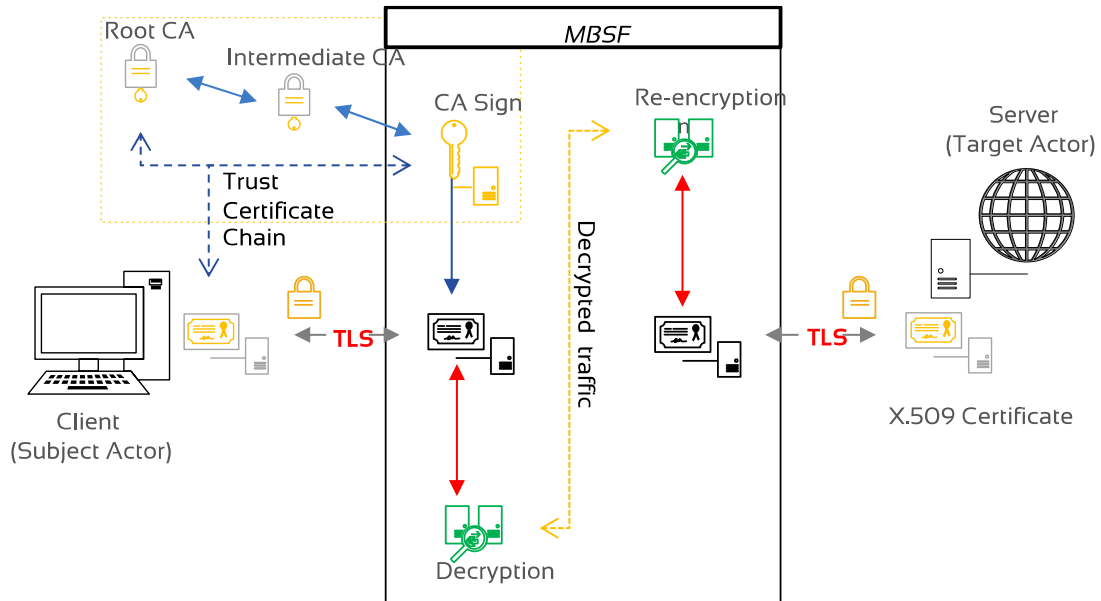 MBSF
Root CA
Intermediate CA
CA Sign
Re-encryption
Server
(Target Actor)
Trust
Certificate
Chain
Decrypted traffic
TLS
TLS
Client
(Subject Actor)
X.509 Certificate
Decryption